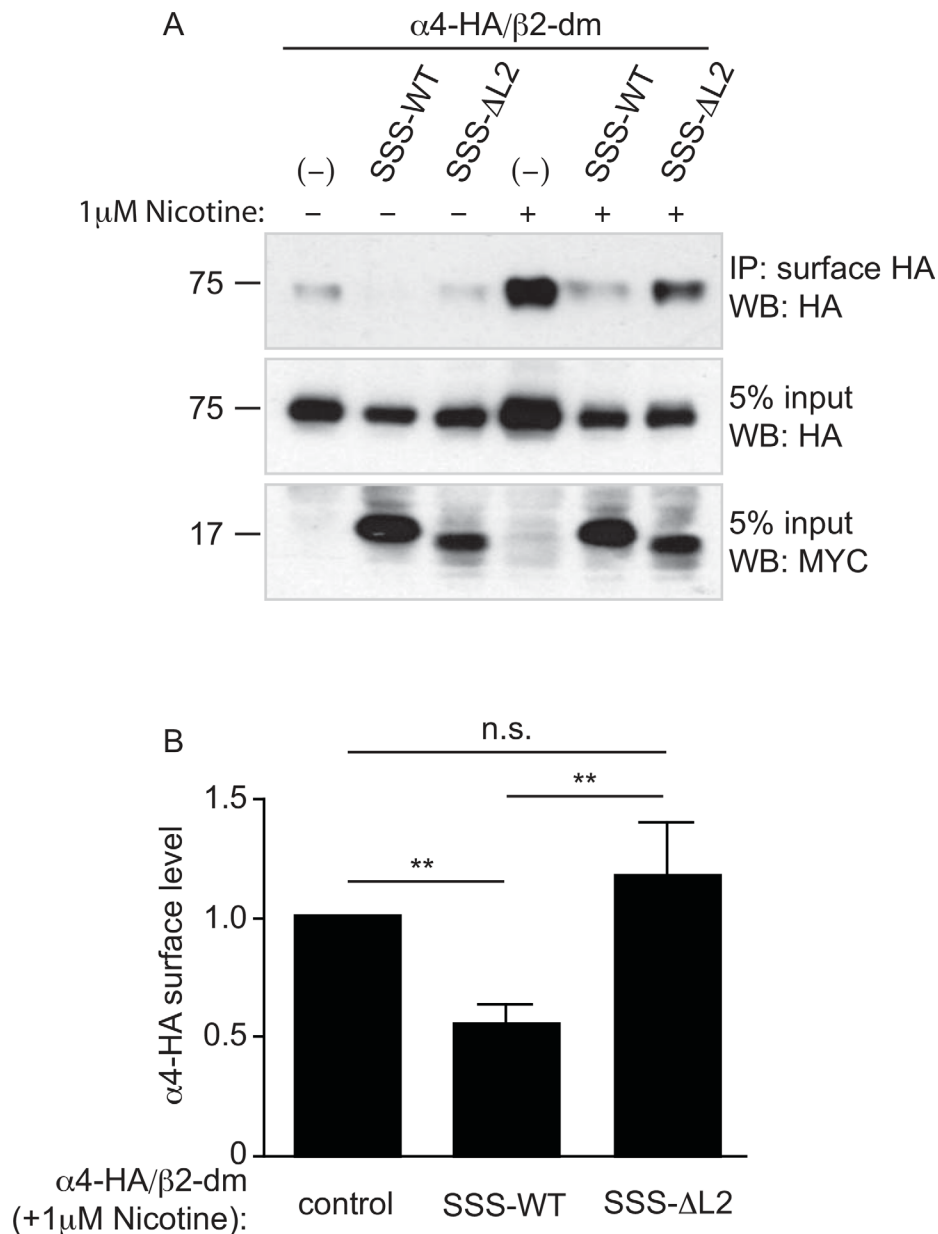 A
α4-HA/β2-dm
(–) SSS-WT SSS-ΔL2 (–) SSS-WT SSS-ΔL2
1μM Nicotine: – – – + + +
75 IP: surface HA
WB: HA
75 5% input
WB: HA
17 5% input
WB: MYC
B
n.s.
**
**
α4-HA surface level
1.5
1.0
0.5
0
α4-HA/β2-dm
(+1μM Nicotine): control SSS-WT SSS-ΔL2